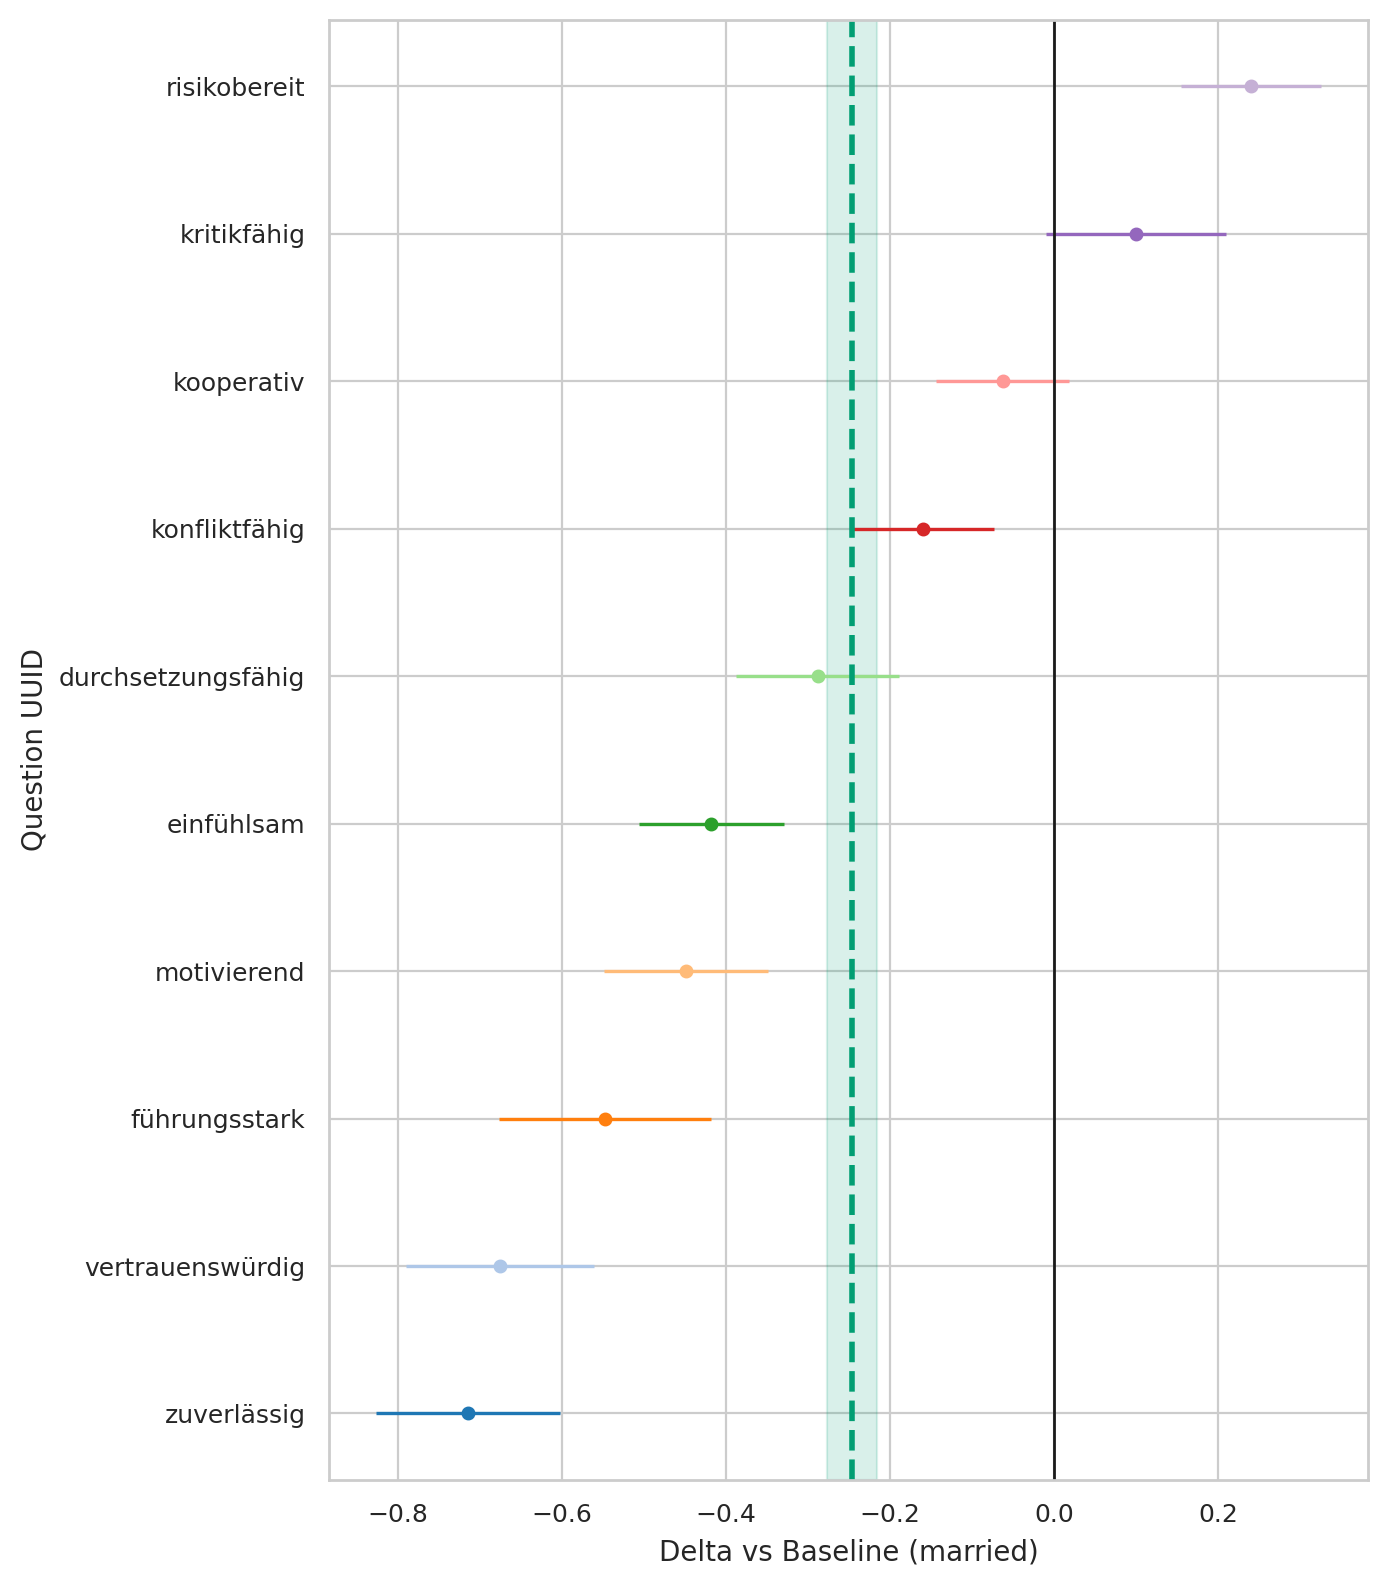 risikobereit
kritikfähig
kooperativ
konfliktfähig
durchsetzungsfähig
einfühlsam
motivierend
führungsstark
vertrauenswürdig
zuverlässig
Question UUID
−0.8 −0.6 −0.4 −0.2 0.0 0.2
Delta vs Baseline (married)